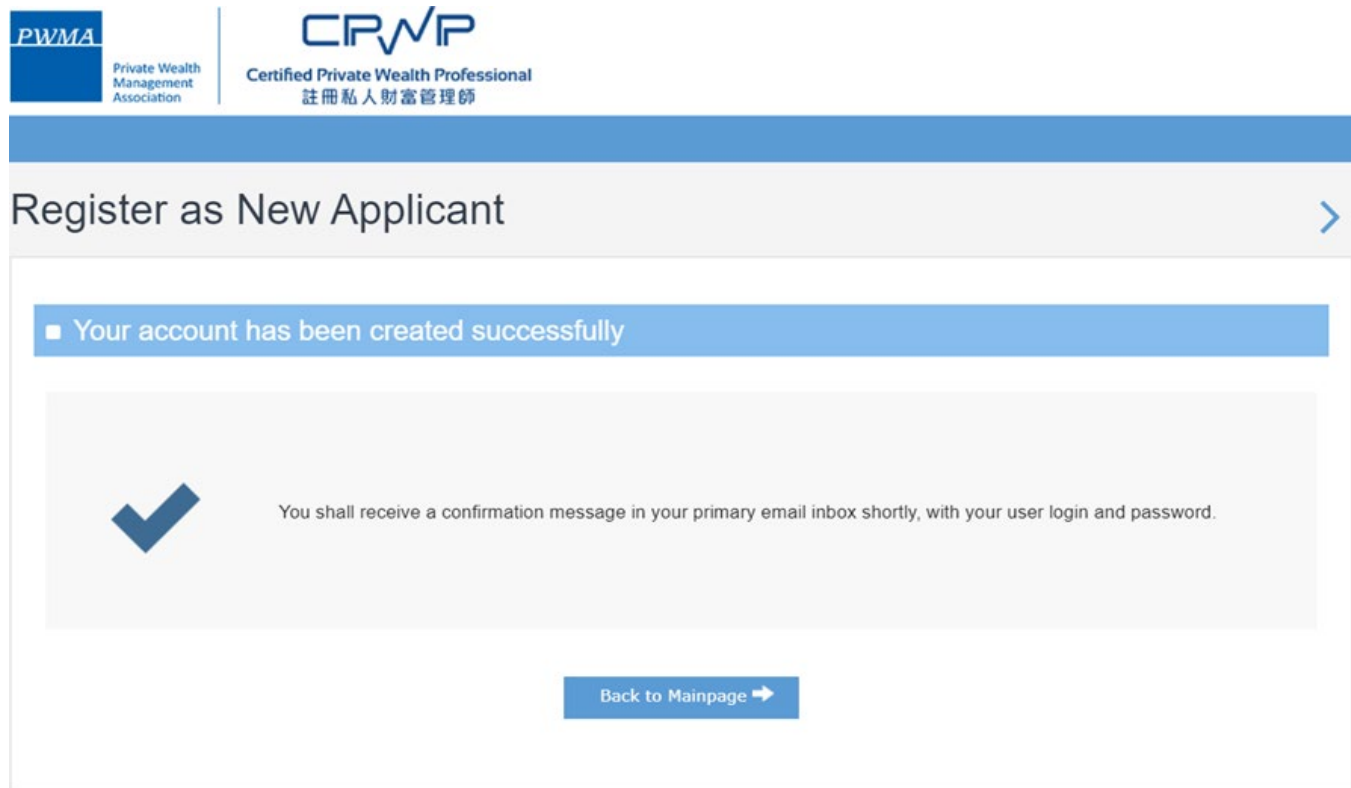 PWMA
Private Wealth
Management
Association
CPWP
Certified Private Wealth Professional
註冊私人財富管理師
Register as New Applicant
Your account has been created successfully
You shall receive a confirmation message in your primary email inbox shortly, with your user login and password.
Back to Mainpage